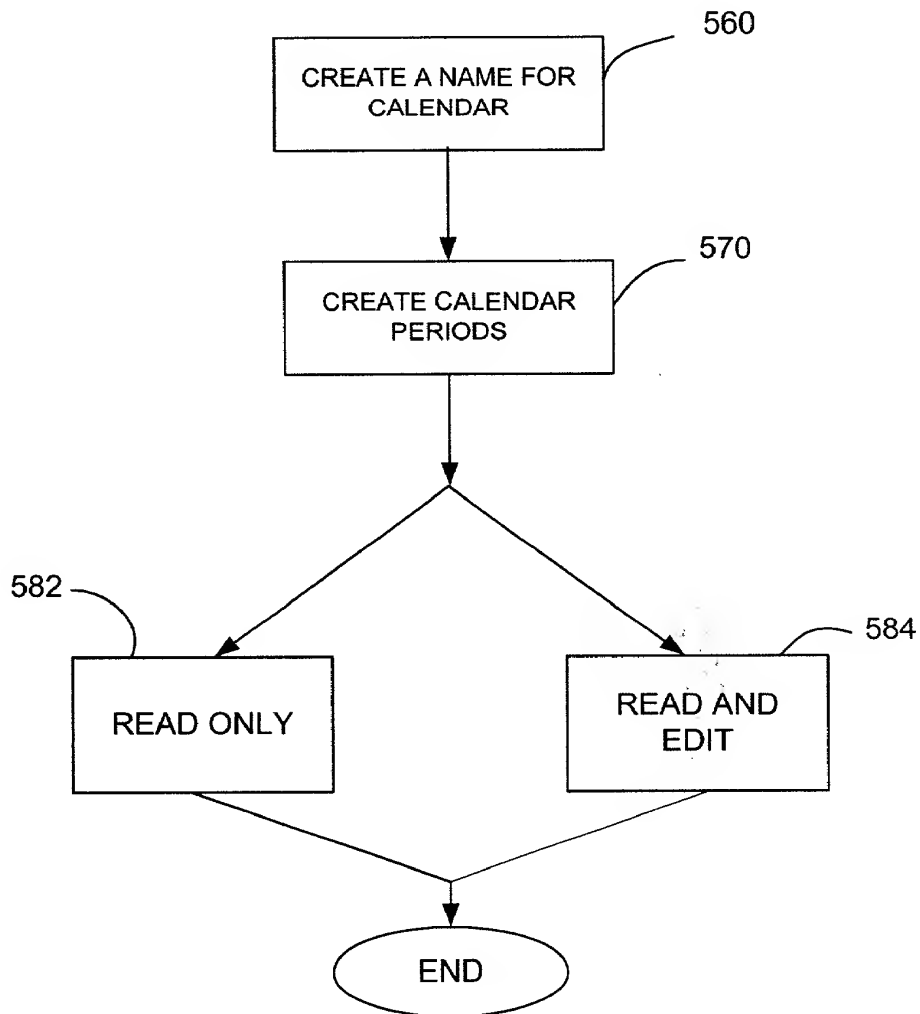 560
CREATE A NAME FOR
CALENDAR
570
CREATE CALENDAR
PERIODS
582
584
READ ONLY
READ AND
EDIT
END